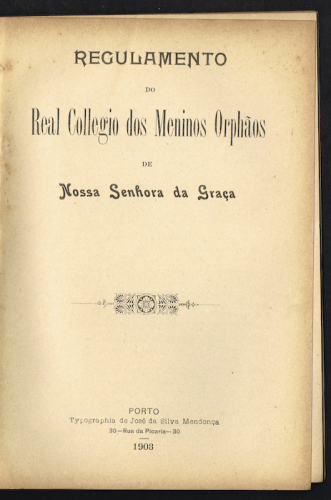 REGULAMENTO
DO
Real Collegio dos Meninos Orphãos
DE
Nossa Senhora da Graça
PORTO
Typographia de José da Silva Mendonça
30—Rua da Picaria—30
1903